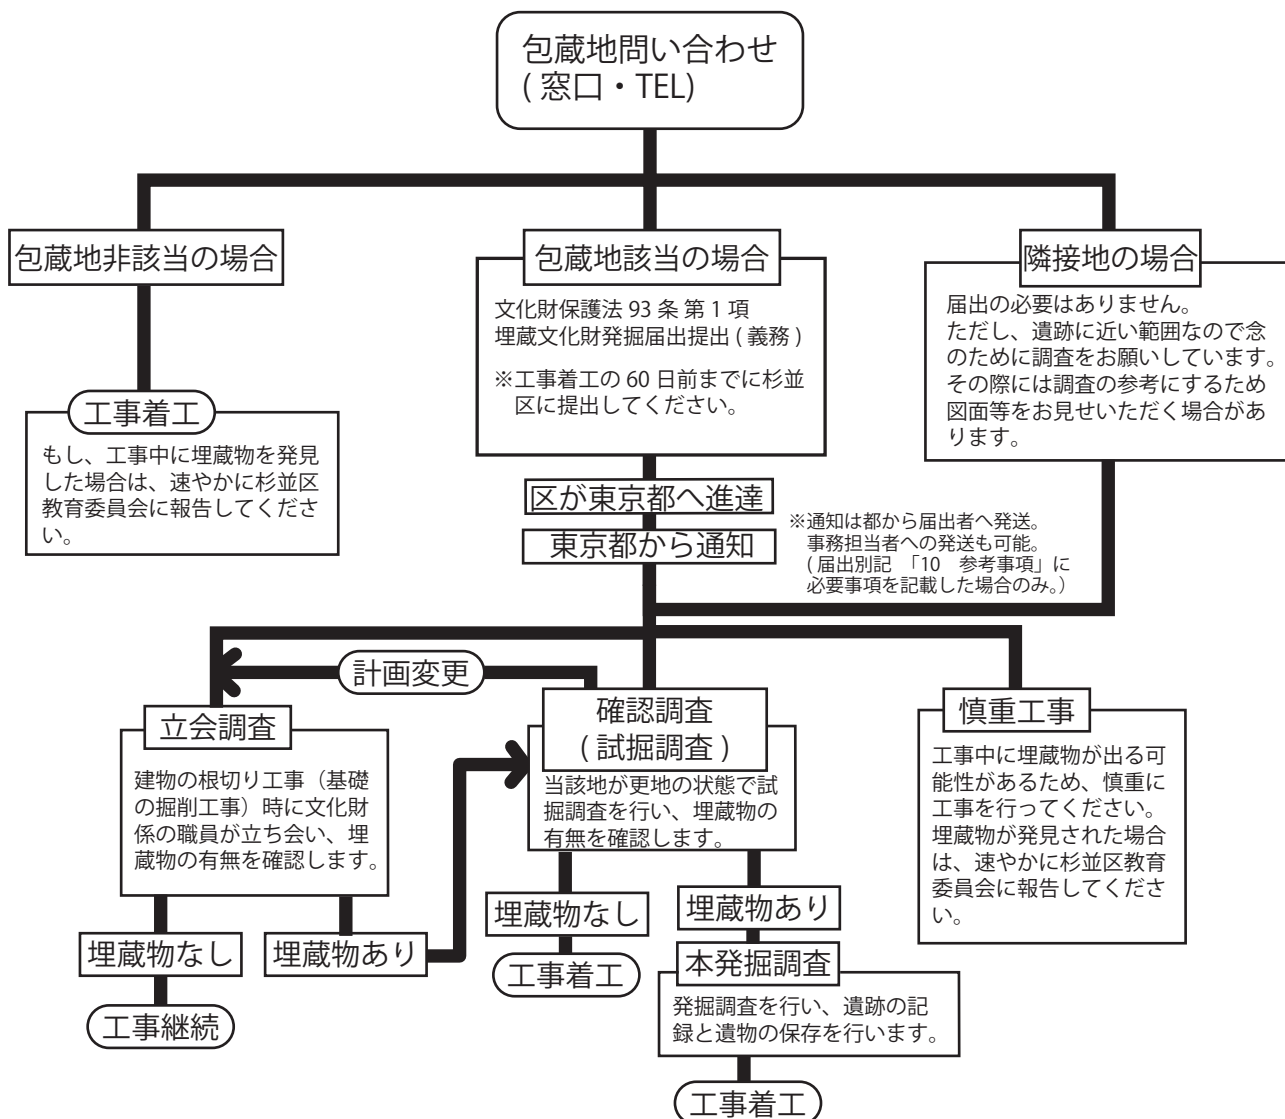 包蔵地問い合わせ
( 窓口・TEL)
包蔵地非該当の場合
工事着工
もし、工事中に埋蔵物を発見
した場合は、速やかに杉並区
教育委員会に報告してくださ
い。
包蔵地該当の場合
文化財保護法 93 条 第 1 項
埋蔵文化財発掘届出提出 ( 義務 )
※工事着工の 60 日前までに杉並
区に提出してください。
隣接地の場合
届出の必要はありません。
ただし、遺跡に近い範囲なので念
のために調査をお願いしています。
その際には調査の参考にするため
図面等をお見せいただく場合があ
ります。
区が東京都へ進達
東京都から通知
※通知は都から届出者へ発送。
事務担当者への発送も可能。
( 届出別記 「10　参考事項」に
必要事項を記載した場合のみ。)
計画変更
立会調査
建物の根切り工事（基礎
の掘削工事）時に文化財
係の職員が立ち会い、埋
蔵物の有無を確認します。
埋蔵物なし
工事継続
埋蔵物あり
確認調査
( 試掘調査 )
当該地が更地の状態で試
掘調査を行い、埋蔵物の
有無を確認します。
埋蔵物なし
工事着工
埋蔵物あり
本発掘調査
発掘調査を行い、遺跡の記
録と遺物の保存を行います。
工事着工
慎重工事
工事中に埋蔵物が出る可
能性があるため、慎重に
工事を行ってください。
埋蔵物が発見された場合
は、速やかに杉並区教育
委員会に報告してくださ
い。